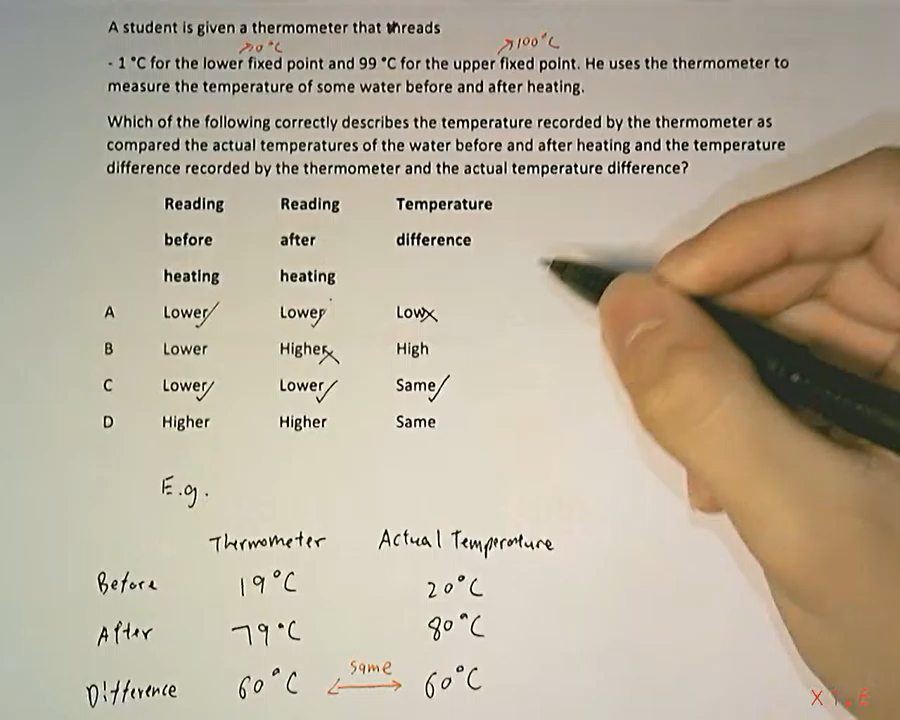 A student is given a thermometer that reads
↗0°C ↗100°C
- 1 °C for the lower fixed point and 99 °C for the upper fixed point. He uses the thermometer to
measure the temperature of some water before and after heating.
Which of the following correctly describes the temperature recorded by the thermometer as
compared the actual temperatures of the water before and after heating and the temperature
difference recorded by the thermometer and the actual temperature difference?
Reading Reading Temperature
before after difference
heating heating
A Lower Lower Low
B Lower Higher High
C Lower Lower Same
D Higher Higher Same
E.g.
Thermometer Actual Temperature
Before 19°C 20°C
After 79°C 80°C
same
Difference 60°C 60°C